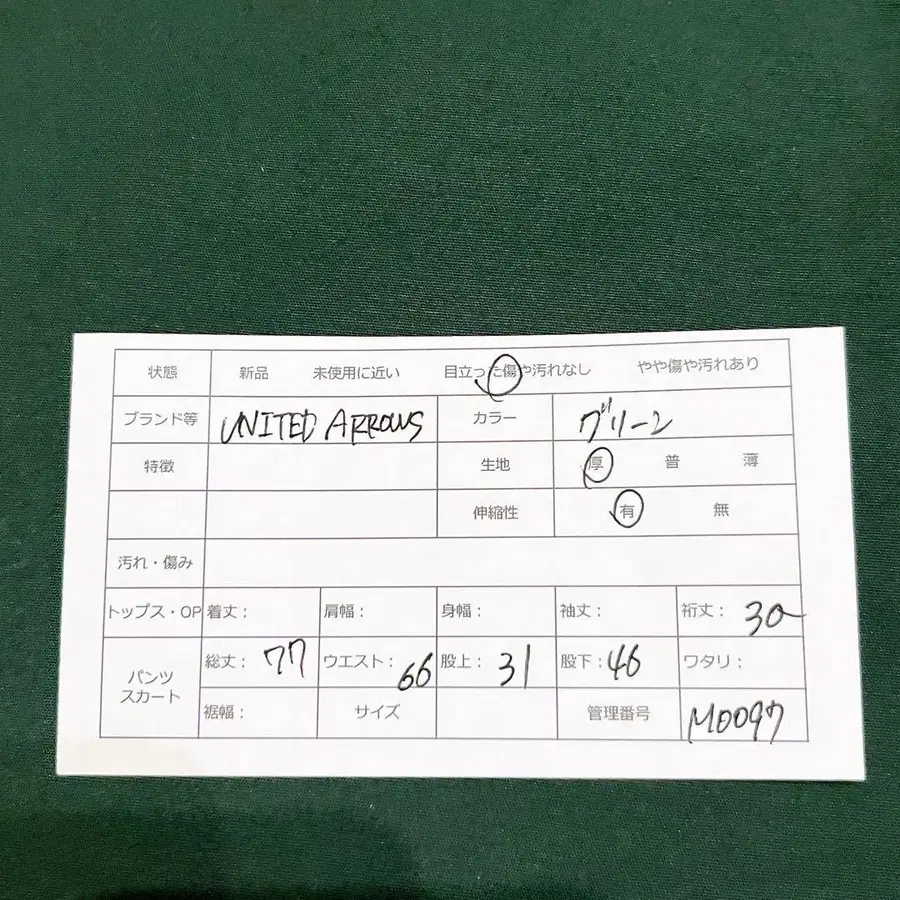 状態 新品 未使用に近い 目立った傷や汚れなし やや傷や汚れあり
ブランド等 UNITED ARROWS カラー グリーン
特徴 生地 厚 普 薄
伸縮性 有 無
汚れ・傷み
トップス・OP 着丈： 肩幅： 身幅： 袖丈： 裄丈： 30
パンツ スカート 総丈： 77 ウエスト： 66 股上： 31 股下： 46 ワタリ：
裾幅： サイズ 管理番号 M0097